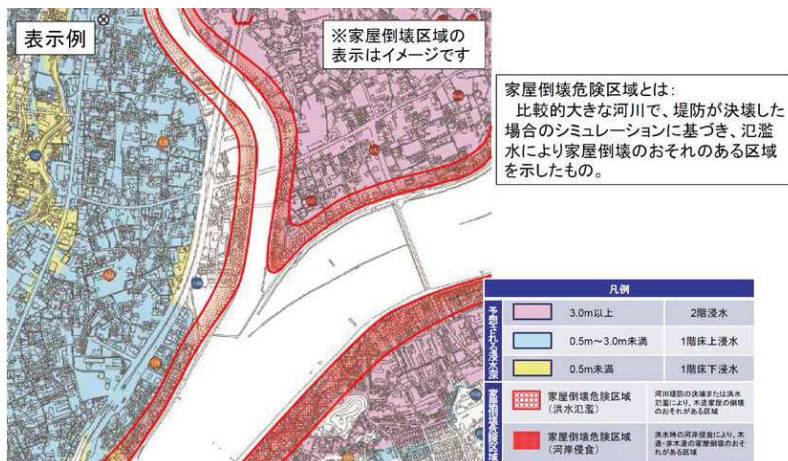 表示例
※家屋倒壊区域の
表示はイメージです
家屋倒壊危険区域とは:
比較的大きな河川で、堤防が決壊した
場合のシミュレーションに基づき、氾濫
水により家屋倒壊のおそれのある区域
を示したもの。
凡例
予想される浸水深
3.0m以上
2階浸水
0.5m～3.0m未満
1階床上浸水
0.5m未満
1階床下浸水
家屋倒壊危険区域
家屋倒壊危険区域
(洪水氾濫)
河川堤防の決壊または洪水
氾濫により、木造家屋の倒壊
のおそれがある区域
家屋倒壊危険区域
(河岸侵食)
洪水時の河岸侵食により、木
造・非木造の家屋倒壊のおそ
れがある区域